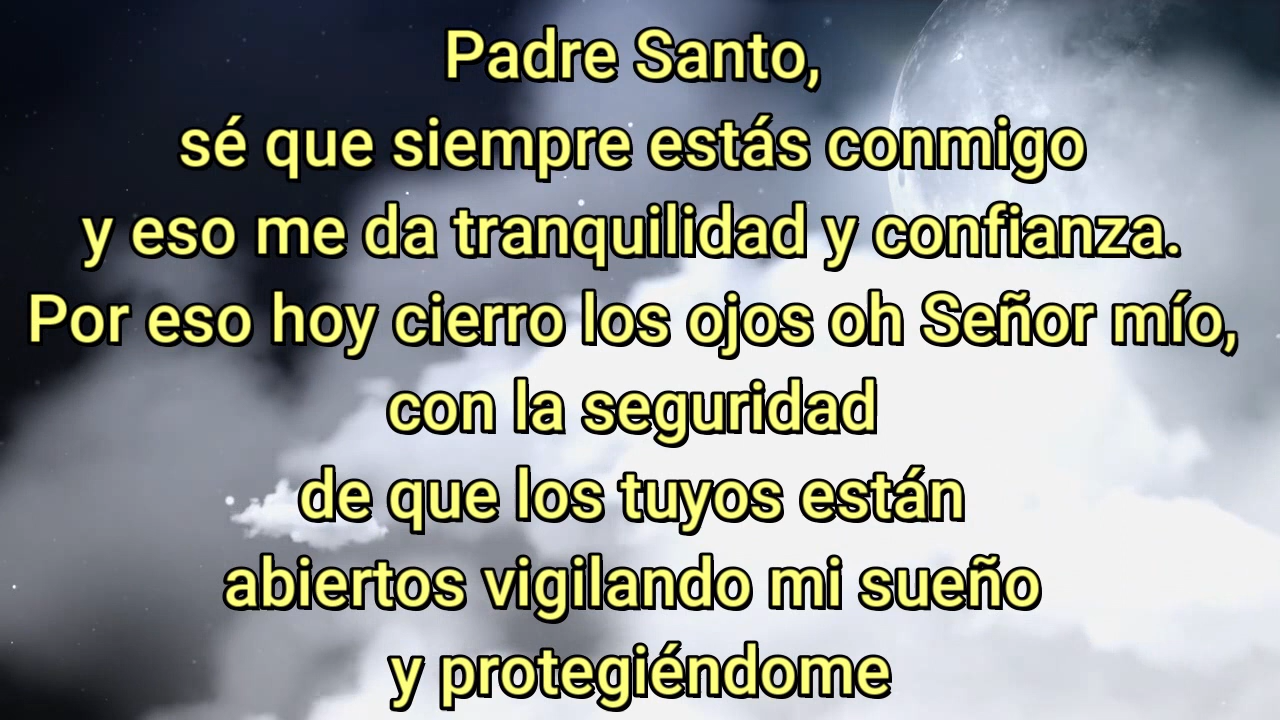 Padre Santo,
sé que siempre estás conmigo
y eso me da tranquilidad y confianza.
Por eso hoy cierro los ojos oh Señor mío,
con la seguridad
de que los tuyos están
abiertos vigilando mi sueño
y protegiéndome